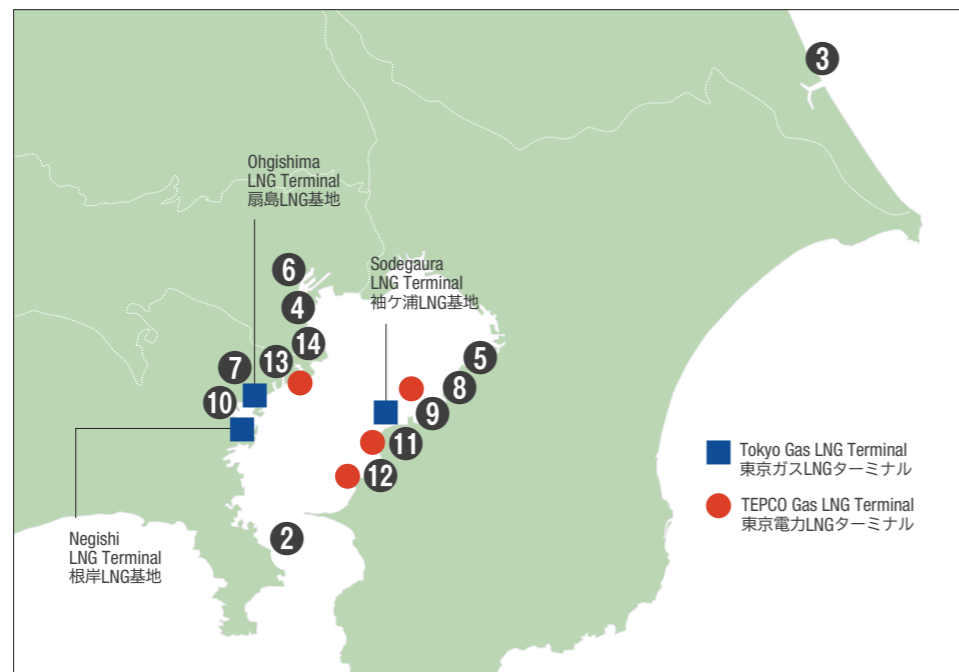 3
Ohgishima
LNG Terminal
扇島LNG基地
6
Sodegaura
LNG Terminal
袖ケ浦LNG基地
4
14
5
13
7
8
10
9
11
12
Tokyo Gas LNG Terminal
東京ガスLNGターミナル
TEPCO Gas LNG Terminal
東京電力LNGターミナル
2
Negishi
LNG Terminal
根岸LNG基地